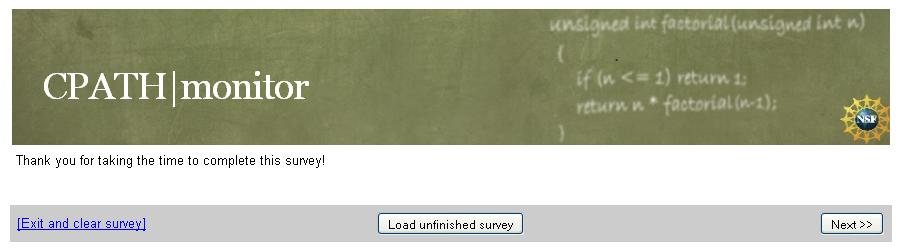 unsigned int factorial(unsigned int n)
{
if (n <= 1) return 1;
return n * factorial(n-1);
}
CPATH|monitor
NSF
Thank you for taking the time to complete this survey!
[Exit and clear survey]
Load unfinished survey
Next >>